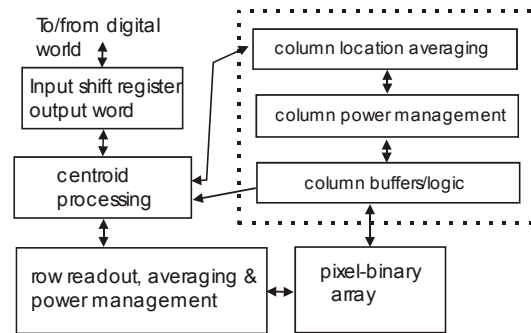 To/from digital
world
Input shift register
output word
centroid
processing
row readout, averaging &
power management
column location averaging
column power management
column buffers/logic
pixel-binary
array